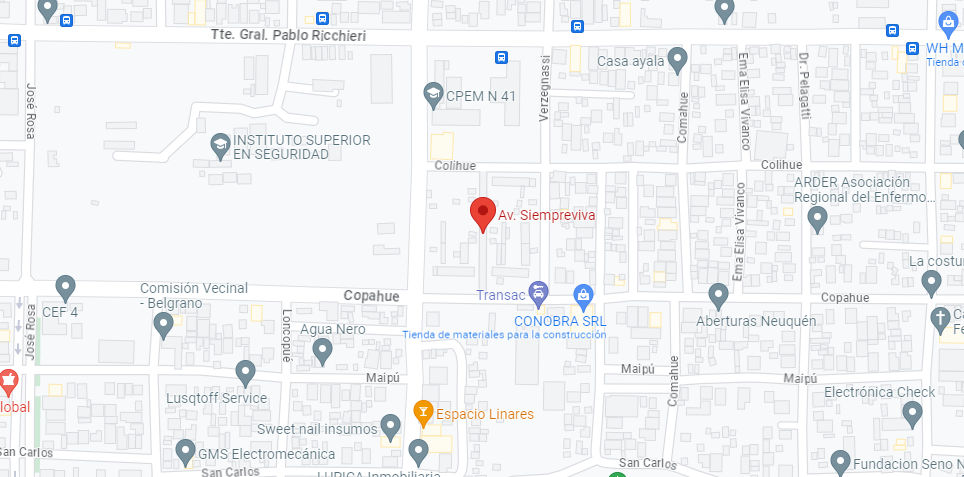 Tte. Gral. Pablo Ricchieri
WH M
Tienda d
Casa ayala
José Rosa
Verzegnassi
Ema Elisa Vivanco
Dr. Pelagatti
CPEM N 41
Comahue
INSTITUTO SUPERIOR
EN SEGURIDAD
Colihue
Colihue
ARDER Asociación
Regional del Enfermo...
Av. Siempreviva
Ema Elisa Vivanco
La costur
Comisión Vecinal
- Belgrano
Copahue
Transac
Copahue
CEF 4
José Rosa
Loncopué
Agua Nero
CONOBRA SRL
Tienda de materiales para la construcción
Aberturas Neuquén
Ca
Fe
Maipú
Maipú
Maipú
Comahue
lobal
Lusqtoff Service
Electrónica Check
Espacio Linares
Sweet nail insumos
San Carlos
GMS Electromecánica
San Carlos
San Carlos
LUPICA Inmobiliaria
Fundacion Seno N